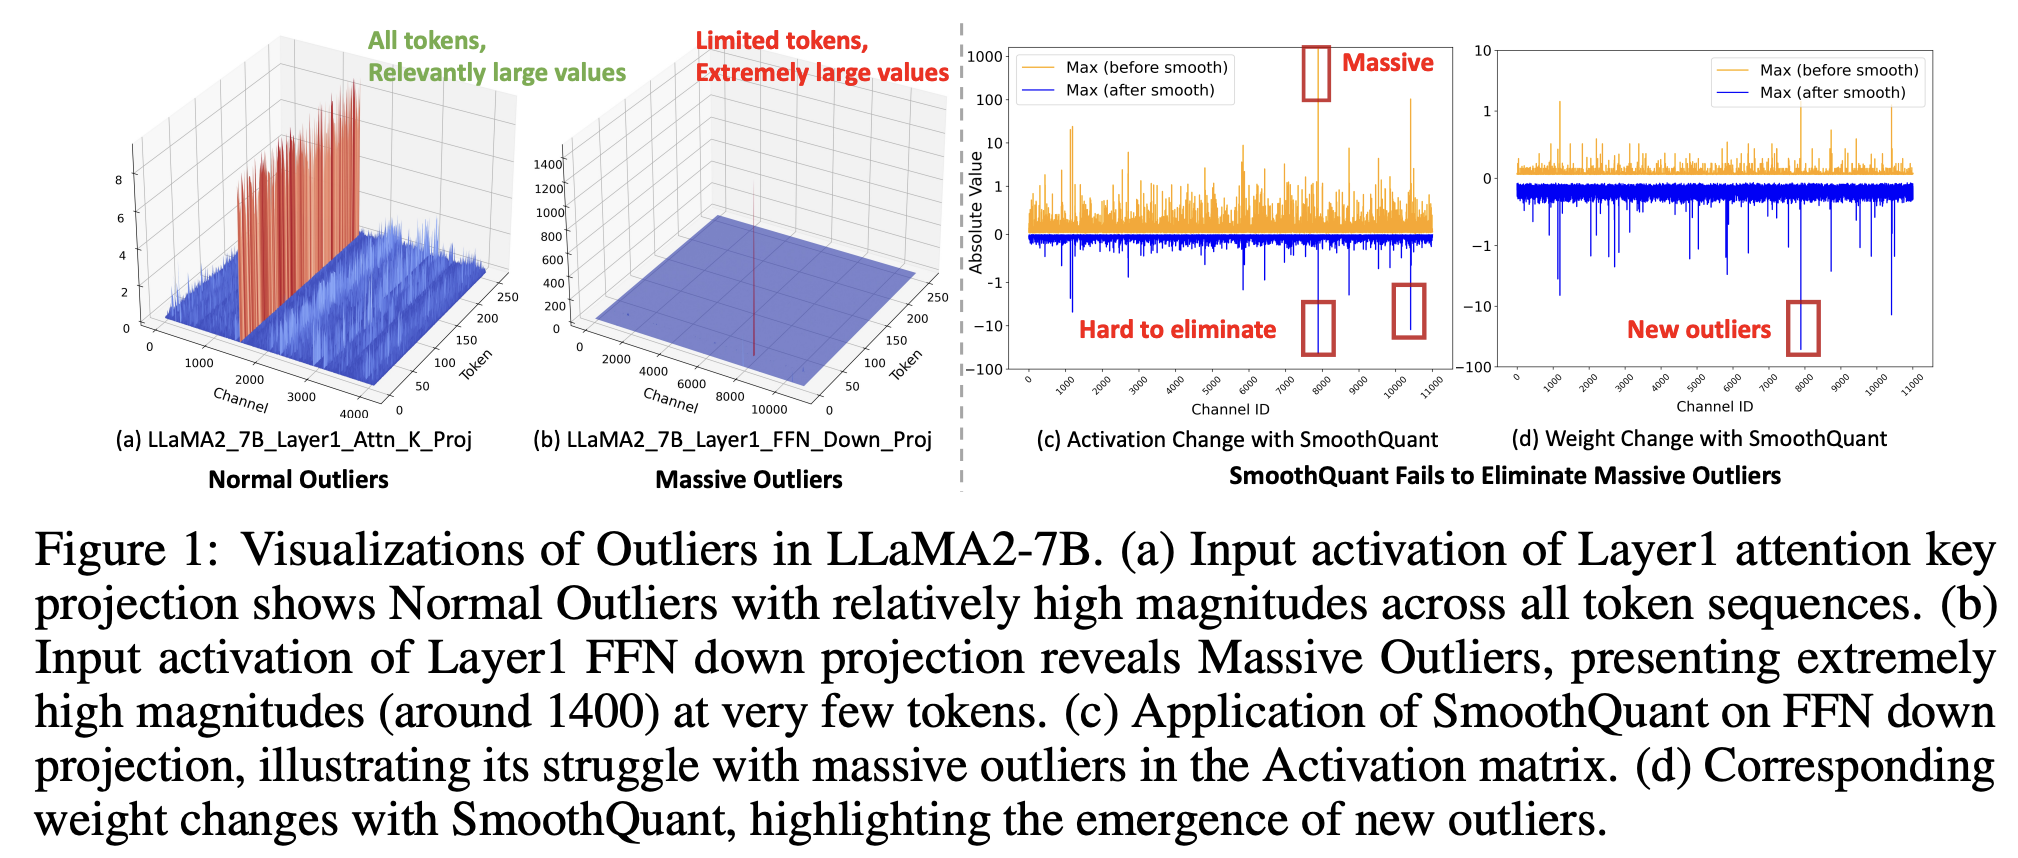 All tokens,
Relevantly large values
8
6
4
2
0
0
1000
2000
3000
4000
Channel
0
50
100
150
200
250
Token
(a) LLaMA2_7B_Layer1_Attn_K_Proj
Normal Outliers
Limited tokens,
Extremely large values
1400
1200
1000
800
600
400
200
0
0
2000
4000
6000
8000
10000
Channel
0
50
100
150
200
250
Token
(b) LLaMA2_7B_Layer1_FFN_Down_Proj
Massive Outliers
Max (before smooth)
Max (after smooth)
Massive
Hard to eliminate
Absolute Value
1000
100
10
1
0
-1
−10
−100
0
1000
2000
3000
4000
5000
6000
7000
8000
9000
10000
11000
Channel ID
(c) Activation Change with SmoothQuant
Max (before smooth)
Max (after smooth)
New outliers
10
1
0
−1
−10
−100
0
1000
2000
3000
4000
5000
6000
7000
8000
9000
10000
11000
Channel ID
(d) Weight Change with SmoothQuant
SmoothQuant Fails to Eliminate Massive Outliers
Figure 1: Visualizations of Outliers in LLaMA2-7B. (a) Input activation of Layer1 attention key
projection shows Normal Outliers with relatively high magnitudes across all token sequences. (b)
Input activation of Layer1 FFN down projection reveals Massive Outliers, presenting extremely
high magnitudes (around 1400) at very few tokens. (c) Application of SmoothQuant on FFN down
projection, illustrating its struggle with massive outliers in the Activation matrix. (d) Corresponding
weight changes with SmoothQuant, highlighting the emergence of new outliers.